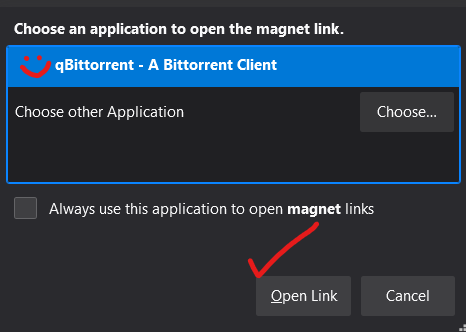 Choose an application to open the magnet link.
qBittorrent - A Bittorrent Client
Choose other Application
Choose...
Always use this application to open magnet links
Open Link
Cancel